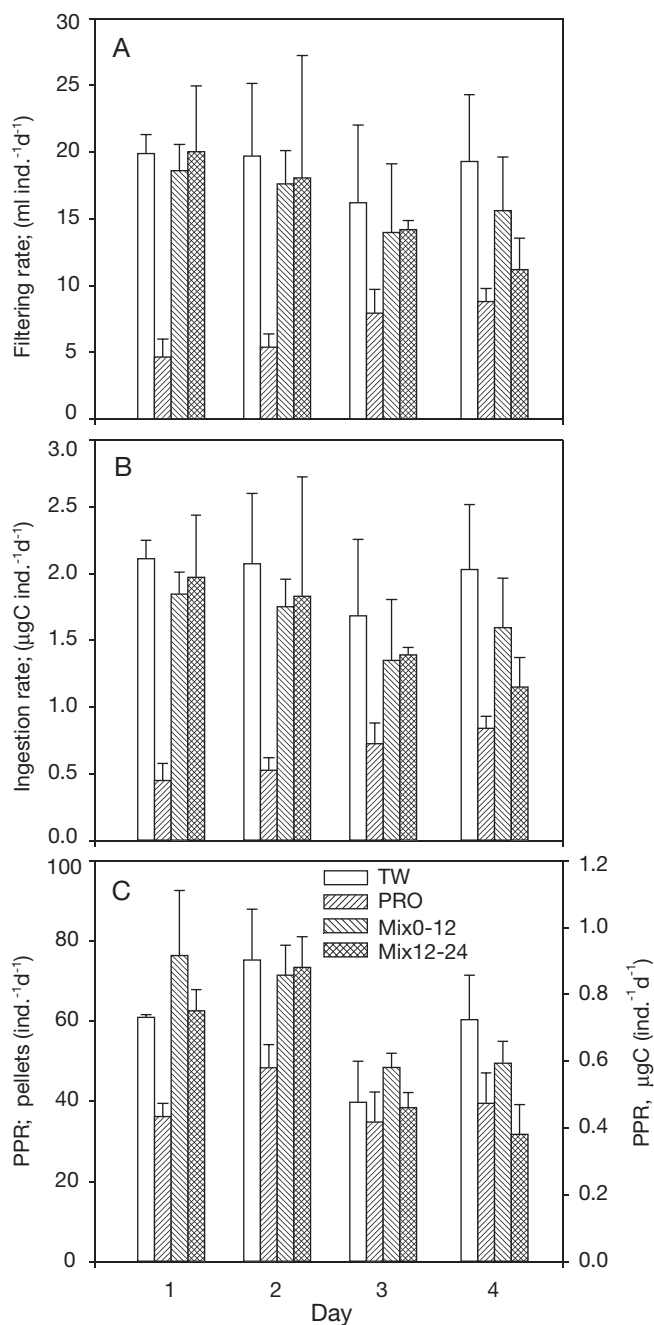 A
Filtering rate; (ml ind.⁻¹d⁻¹)
30
25
20
15
10
5
0
B
Ingestion rate; (µgC ind.⁻¹d⁻¹)
3.0
2.5
2.0
1.5
1.0
0.5
0.0
C
PPR; pellets (ind.⁻¹d⁻¹)
100
80
60
40
20
0
TW
PRO
Mix0-12
Mix12-24
1.2
1.0
0.8
0.6
0.4
0.2
0.0
PPR, µgC (ind.⁻¹d⁻¹)
1 2 3 4
Day